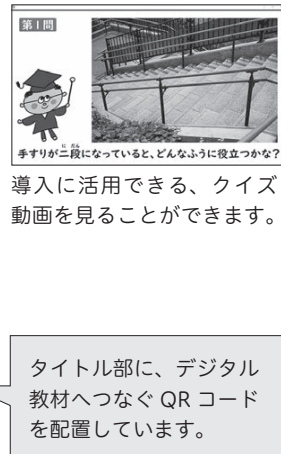 第1問
手すりが二段になっていると、どんなふうに役立つかな?
導入に活用できる、クイズ
動画を見ることができます。
タイトル部に、デジタル
教材へつなぐ QR コード
を配置しています。